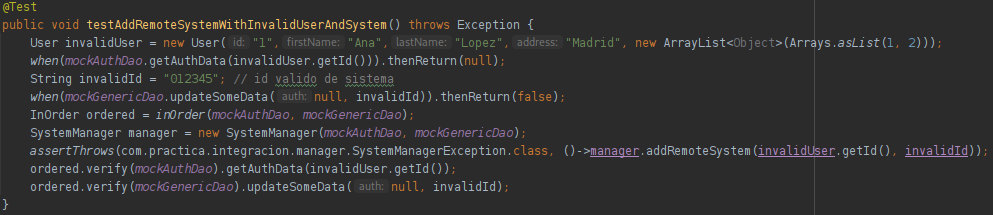 @Test
public void testAddRemoteSystemWithInvalidUserAndSystem() throws Exception {
    User invalidUser = new User( id: "1", firstName: "Ana", lastName: "Lopez", address: "Madrid", new ArrayList<Object>(Arrays.asList(1, 2)));
    when(mockAuthDao.getAuthData(invalidUser.getId())).thenReturn(null);
    String invalidId = "012345"; // id valido de sistema
    when(mockGenericDao.updateSomeData( auth: null, invalidId)).thenReturn(false);
    InOrder ordered = inOrder(mockAuthDao, mockGenericDao);
    SystemManager manager = new SystemManager(mockAuthDao, mockGenericDao);
    assertThrows(com.practica.integracion.manager.SystemManagerException.class, ()->manager.addRemoteSystem(invalidUser.getId(), invalidId));
    ordered.verify(mockAuthDao).getAuthData(invalidUser.getId());
    ordered.verify(mockGenericDao).updateSomeData( auth: null, invalidId);
}